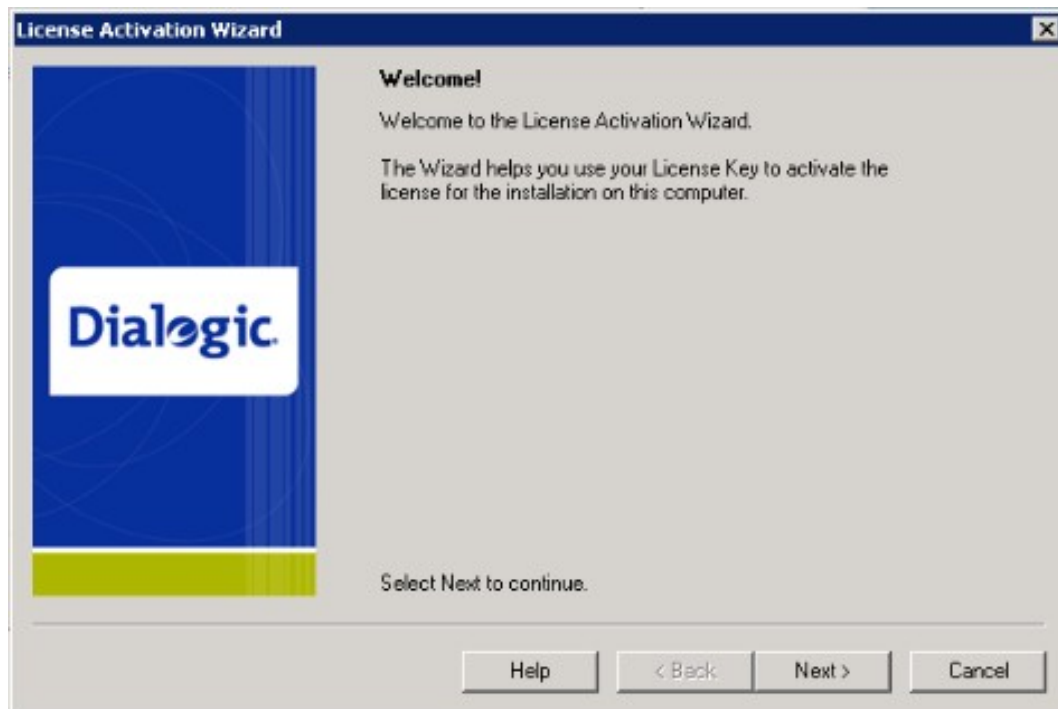 License Activation Wizard
Welcome!
Welcome to the License Activation Wizard.
The Wizard helps you use your License Key to activate the
license for the installation on this computer.
Dialogic.
Select Next to continue.
Help
< Back
Next >
Cancel